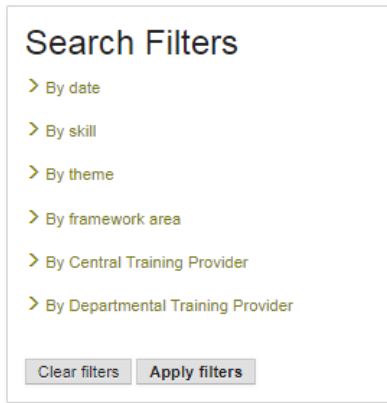 Search Filters
By date
By skill
By theme
By framework area
By Central Training Provider
By Departmental Training Provider
Clear filters Apply filters